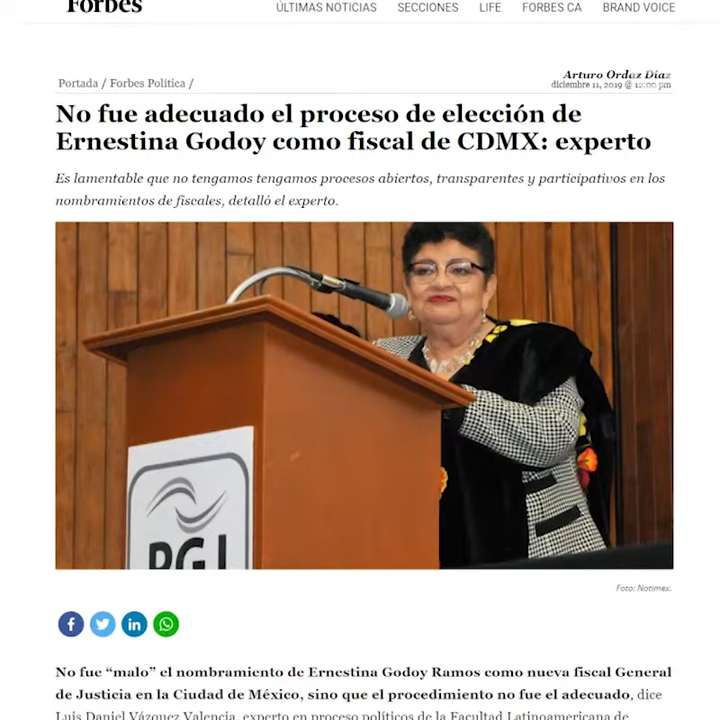 Forbes
ÚLTIMAS NOTICIAS SECCIONES LIFE FORBES CA BRAND VOICE
Arturo Ordaz Díaz
Portada / Forbes Política /
diciembre 11, 2019 @ 12:00 pm
No fue adecuado el proceso de elección de
Ernestina Godoy como fiscal de CDMX: experto
Es lamentable que no tengamos tengamos procesos abiertos, transparentes y participativos en los
nombramientos de fiscales, detalló el experto.
PGJ
Foto: Notimex.
No fue “malo” el nombramiento de Ernestina Godoy Ramos como nueva fiscal General
de Justicia en la Ciudad de México, sino que el procedimiento no fue el adecuado, dice
Luis Daniel Vázquez Valencia, experto en proceso políticos de la Facultad Latinoamericana de